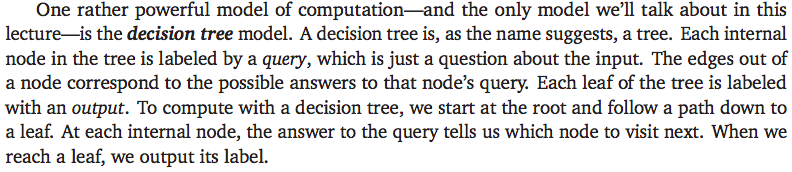 One rather powerful model of computation—and the only model we'll talk about in this
lecture—is the decision tree model. A decision tree is, as the name suggests, a tree. Each internal
node in the tree is labeled by a query, which is just a question about the input. The edges out of
a node correspond to the possible answers to that node's query. Each leaf of the tree is labeled
with an output. To compute with a decision tree, we start at the root and follow a path down to
a leaf. At each internal node, the answer to the query tells us which node to visit next. When we
reach a leaf, we output its label.